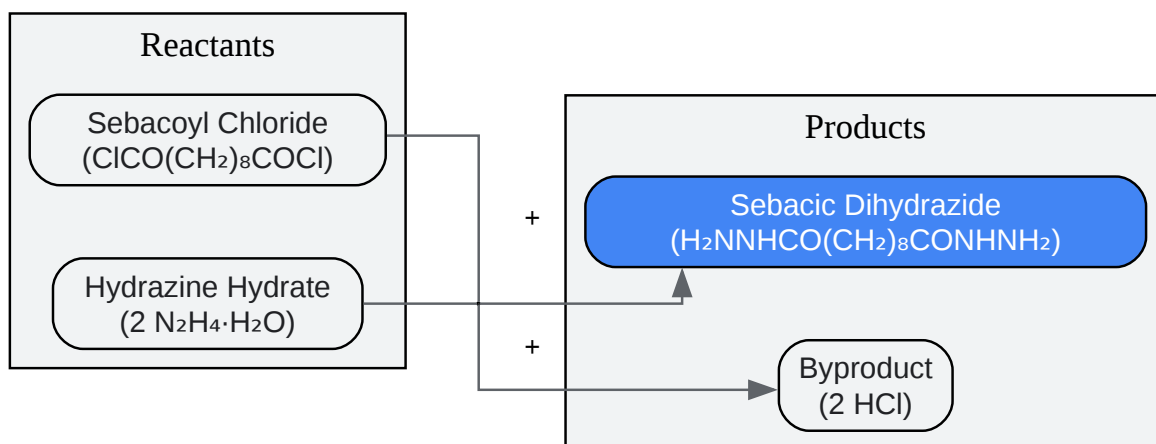 Reactants
Sebacoyl Chloride
(ClCO(CH₂)₈COCl)
Hydrazine Hydrate
(2 N₂H₄·H₂O)
+
+
Products
Sebacic Dihydrazide
(H₂NNHCO(CH₂)₈CONHNH₂)
Byproduct
(2 HCl)